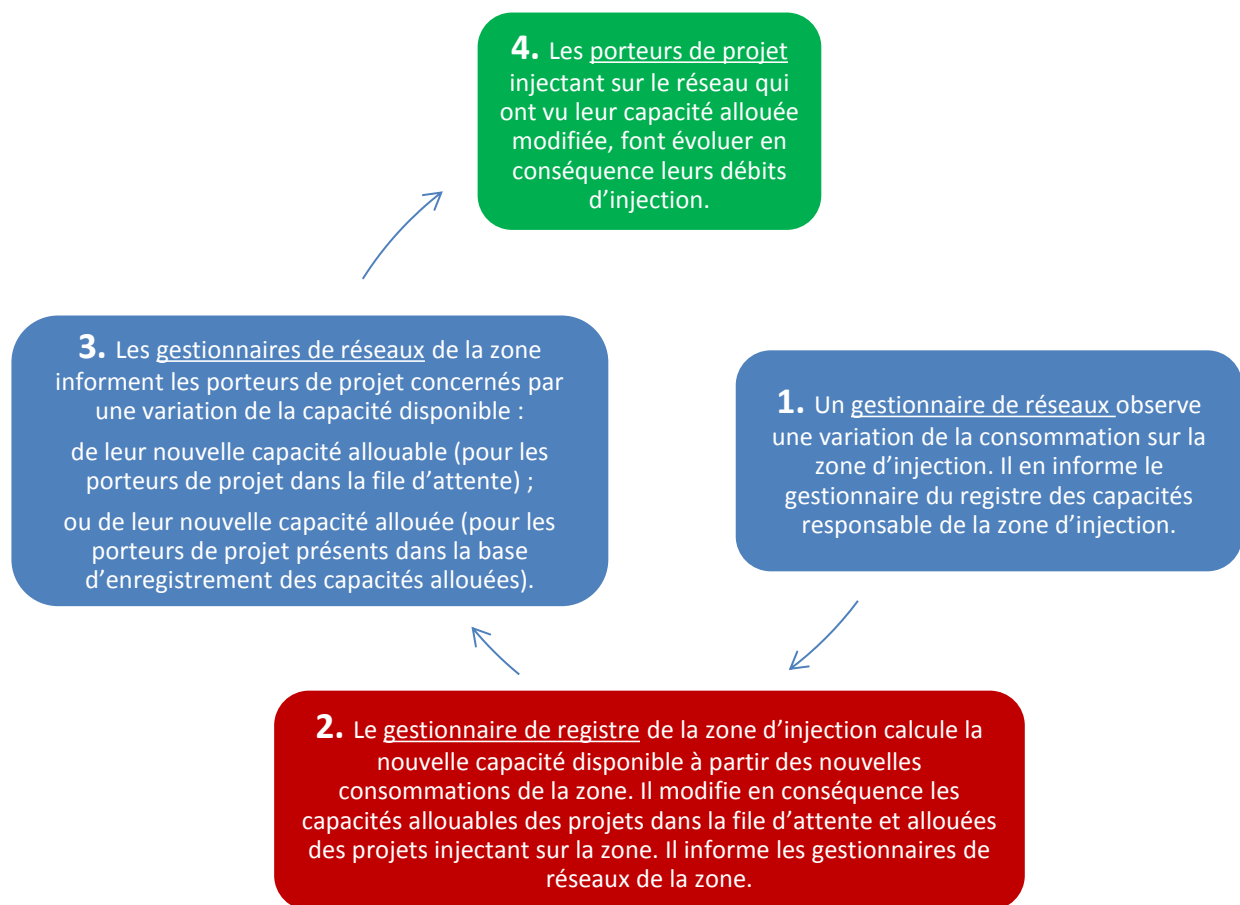 4. Les porteurs de projet
injectant sur le réseau qui
ont vu leur capacité allouée
modifiée, font évoluer en
conséquence leurs débits
d'injection.
3. Les gestionnaires de réseaux de la zone
informent les porteurs de projet concernés par
une variation de la capacité disponible :
de leur nouvelle capacité allouable (pour les
porteurs de projet dans la file d'attente) ;
ou de leur nouvelle capacité allouée (pour les
porteurs de projet présents dans la base
d'enregistrement des capacités allouées).
1. Un gestionnaire de réseaux observe
une variation de la consommation sur la
zone d'injection. Il en informe le
gestionnaire du registre des capacités
responsable de la zone d'injection.
2. Le gestionnaire de registre de la zone d'injection calcule la
nouvelle capacité disponible à partir des nouvelles
consommations de la zone. Il modifie en conséquence les
capacités allouables des projets dans la file d'attente et allouées
des projets injectant sur la zone. Il informe les gestionnaires de
réseaux de la zone.